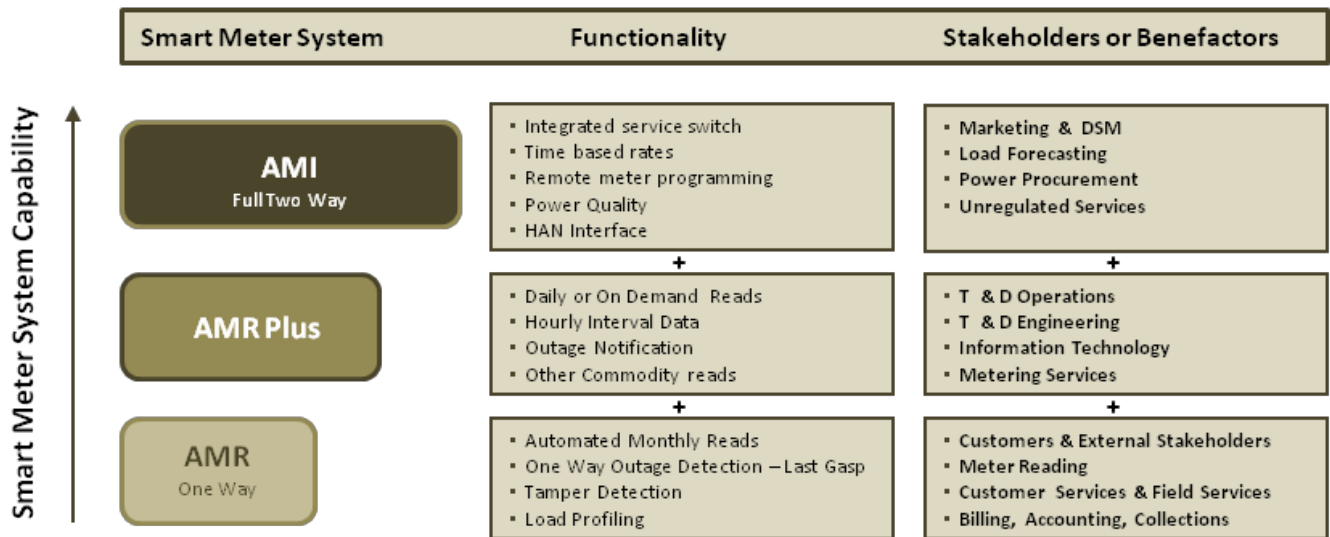 Smart Meter System Functionality Stakeholders or Benefactors
Smart Meter System Capability
AMI
Full Two Way
▪ Integrated service switch
▪ Time based rates
▪ Remote meter programming
▪ Power Quality
▪ HAN Interface
▪ Marketing & DSM
▪ Load Forecasting
▪ Power Procurement
▪ Unregulated Services
+ +
AMR Plus
▪ Daily or On Demand Reads
▪ Hourly Interval Data
▪ Outage Notification
▪ Other Commodity reads
▪ T & D Operations
▪ T & D Engineering
▪ Information Technology
▪ Metering Services
+ +
AMR
One Way
▪ Automated Monthly Reads
▪ One Way Outage Detection – Last Gasp
▪ Tamper Detection
▪ Load Profiling
▪ Customers & External Stakeholders
▪ Meter Reading
▪ Customer Services & Field Services
▪ Billing, Accounting, Collections